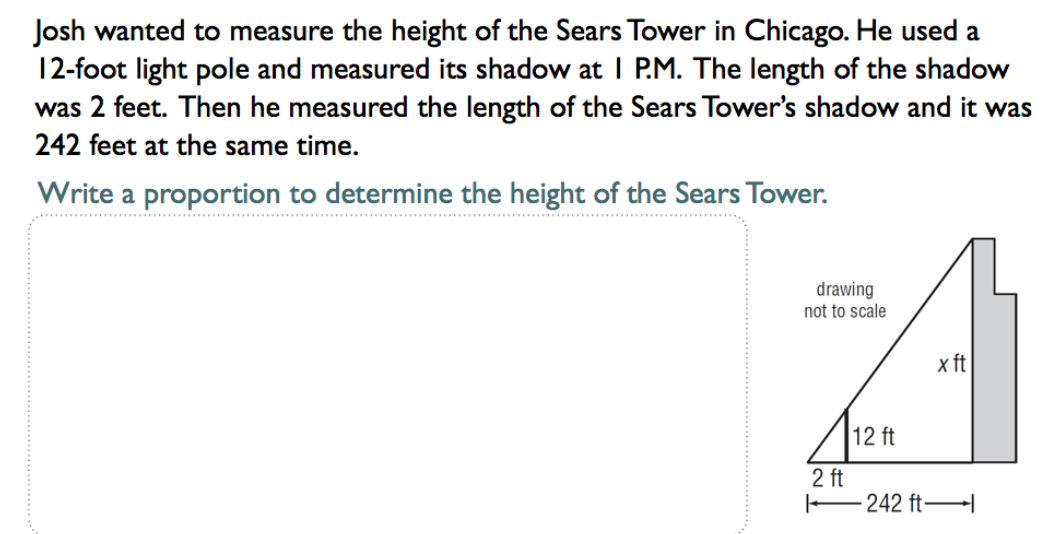 Josh wanted to measure the height of the Sears Tower in Chicago. He used a
12-foot light pole and measured its shadow at 1 P.M. The length of the shadow
was 2 feet. Then he measured the length of the Sears Tower’s shadow and it was
242 feet at the same time.
Write a proportion to determine the height of the Sears Tower.
drawing
not to scale
x ft
12 ft
2 ft
242 ft